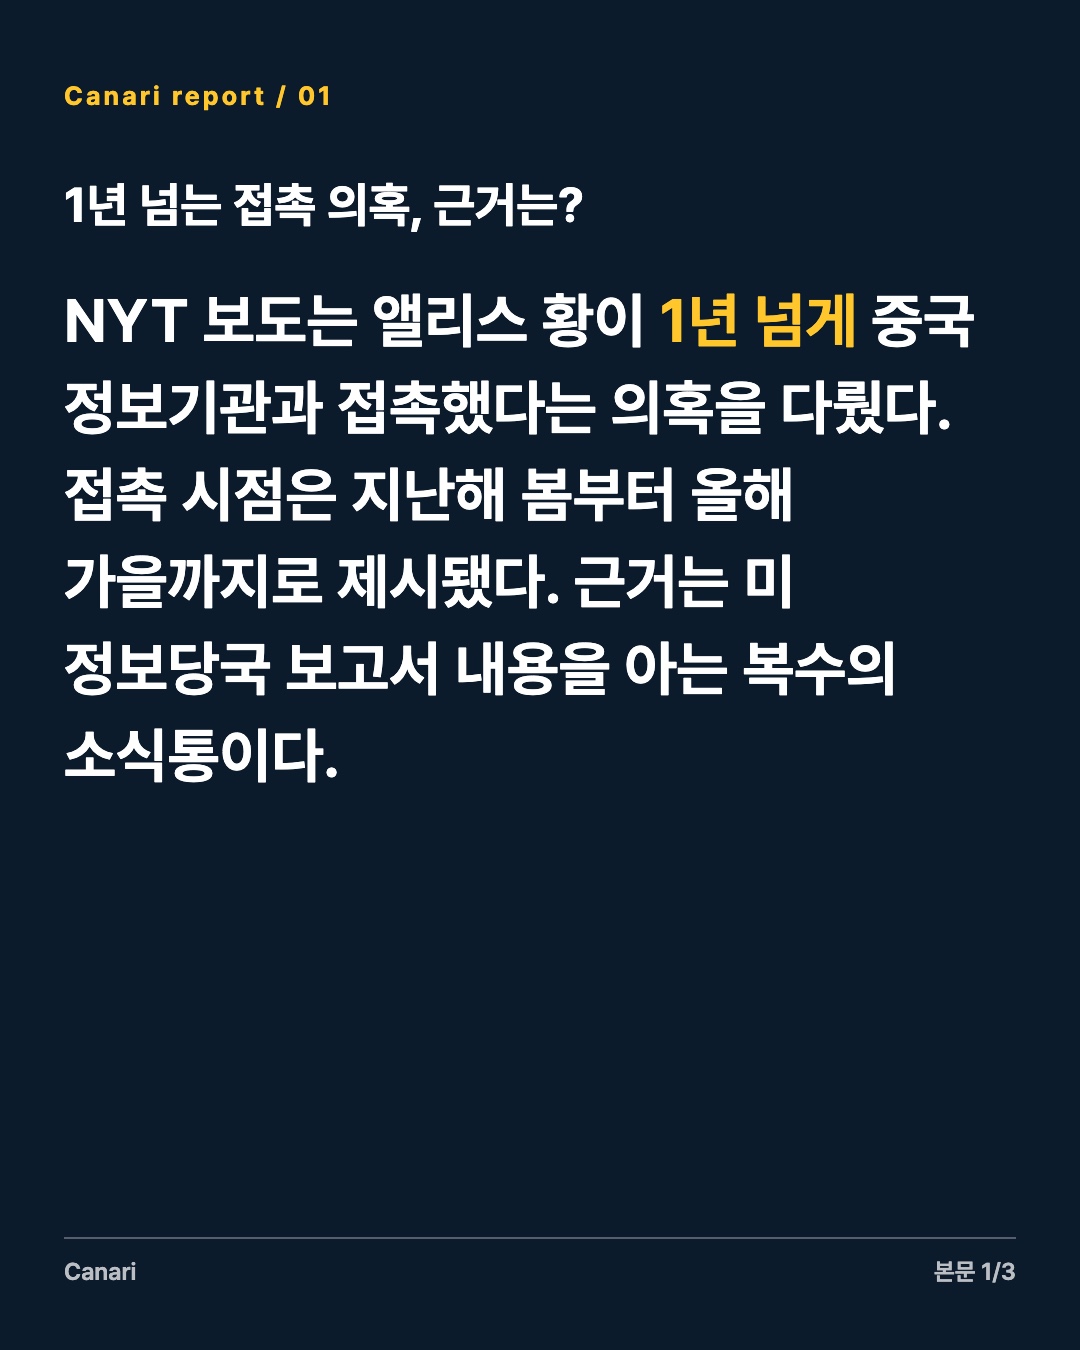 Canari report / 01
1년 넘는 접촉 의혹, 근거는?
NYT 보도는 앨리스 황이 1년 넘게 중국
정보기관과 접촉했다는 의혹을 다뤘다.
접촉 시점은 지난해 봄부터 올해
가을까지로 제시됐다. 근거는 미
정보당국 보고서 내용을 아는 복수의
소식통이다.
Canari
본문 1/3